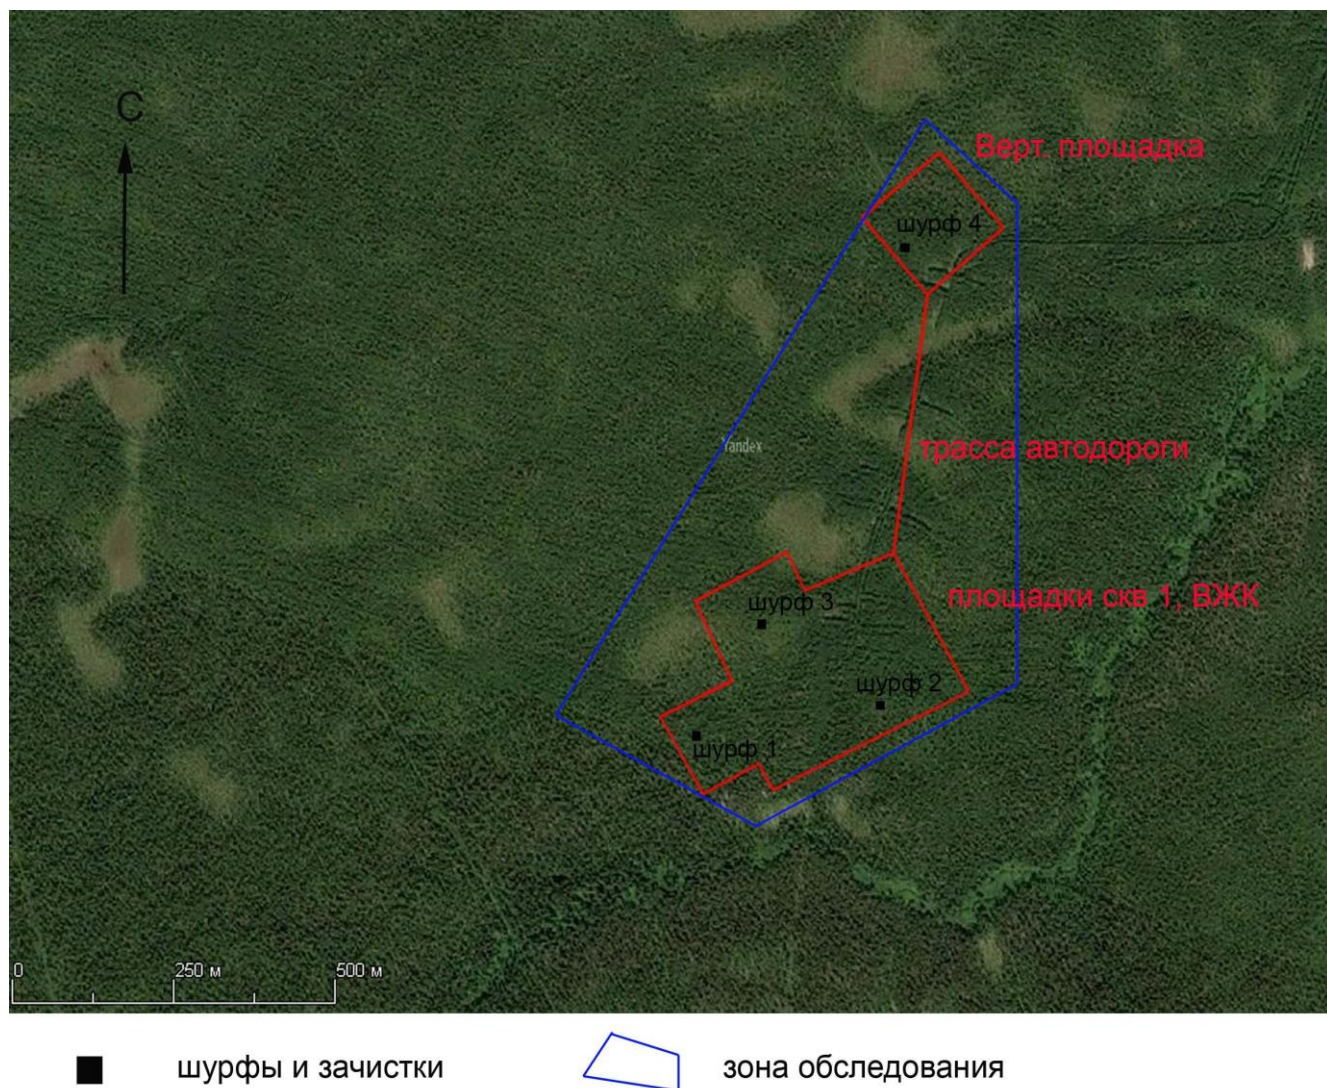 С
Верт. площадка
шурф 4
Yandex
трасса автодороги
площадки скв 1, ВЖК
шурф 3
шурф 2
шурф 1
0 250 м 500 м
шурфы и зачистки
зона обследования